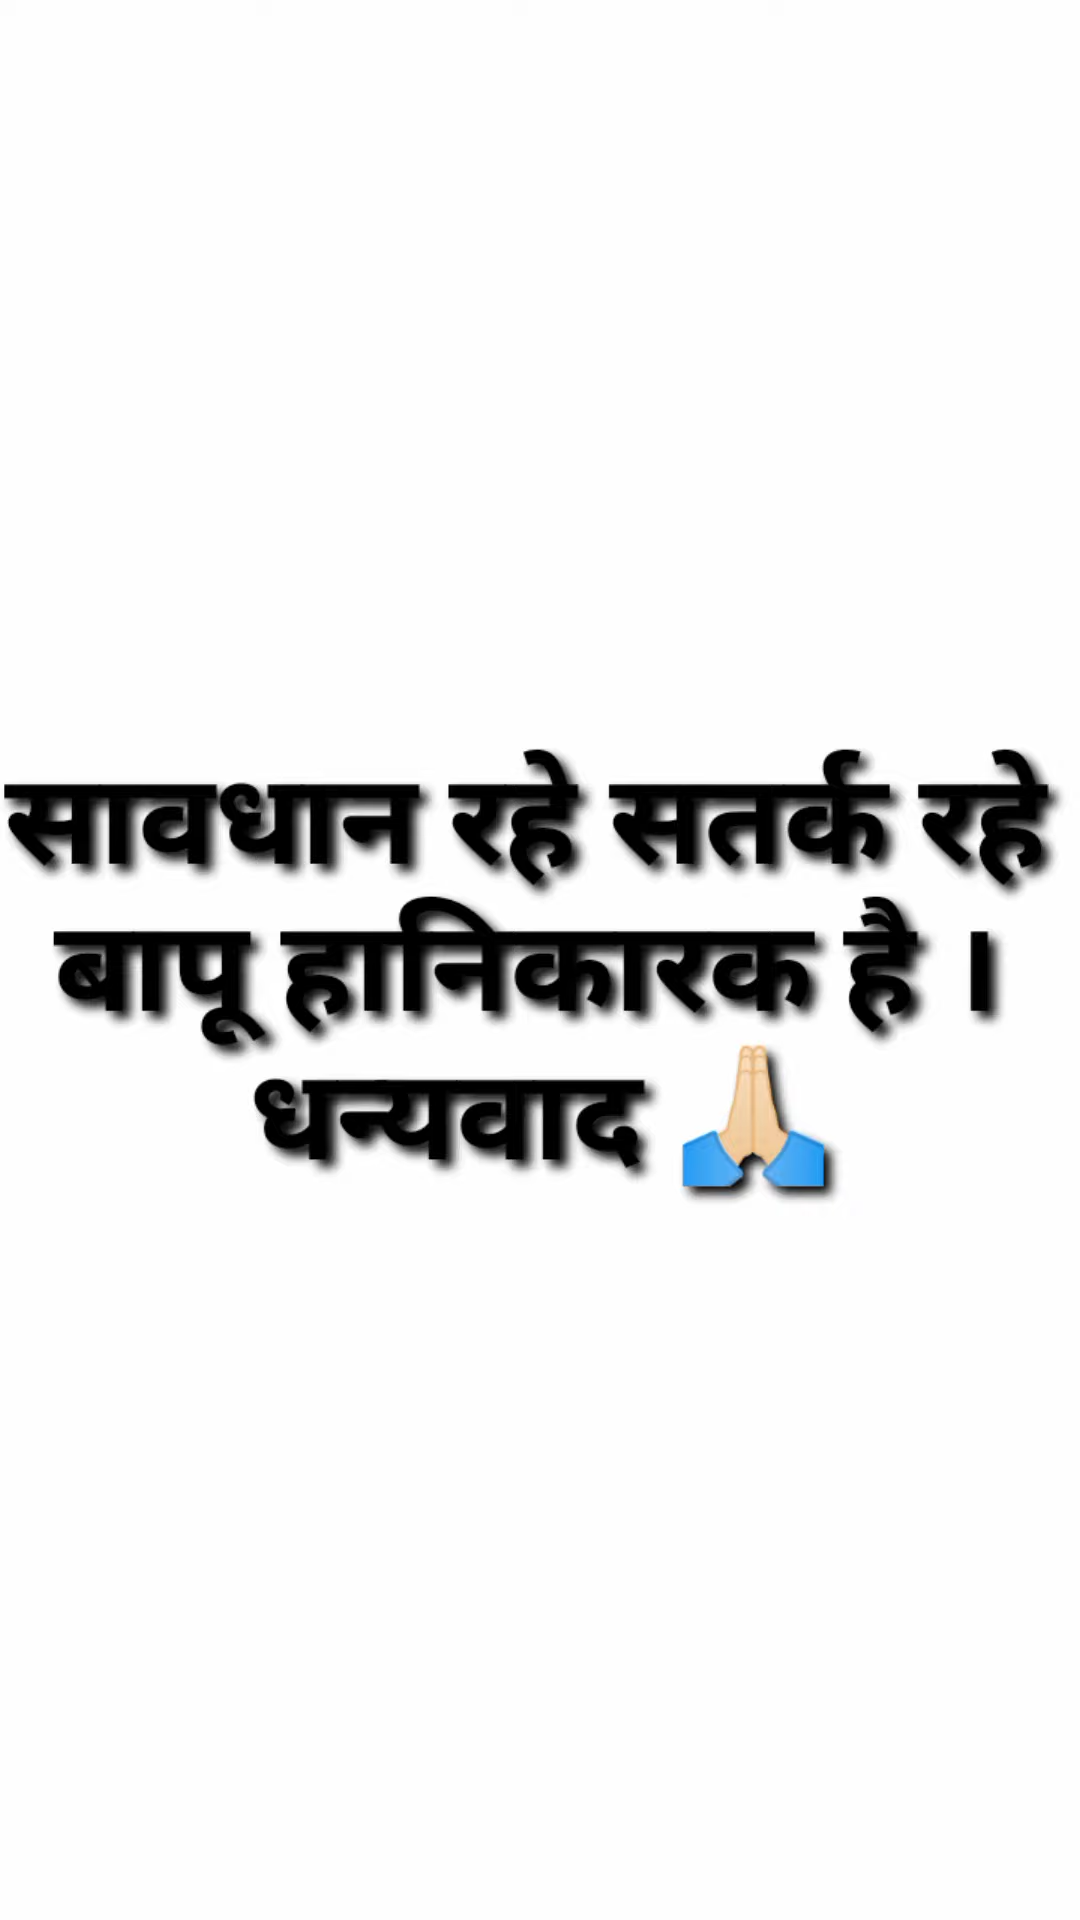 सावधान रहे सतर्क रहे
बापू हानिकारक है ।
धन्यवाद 🙏🏻